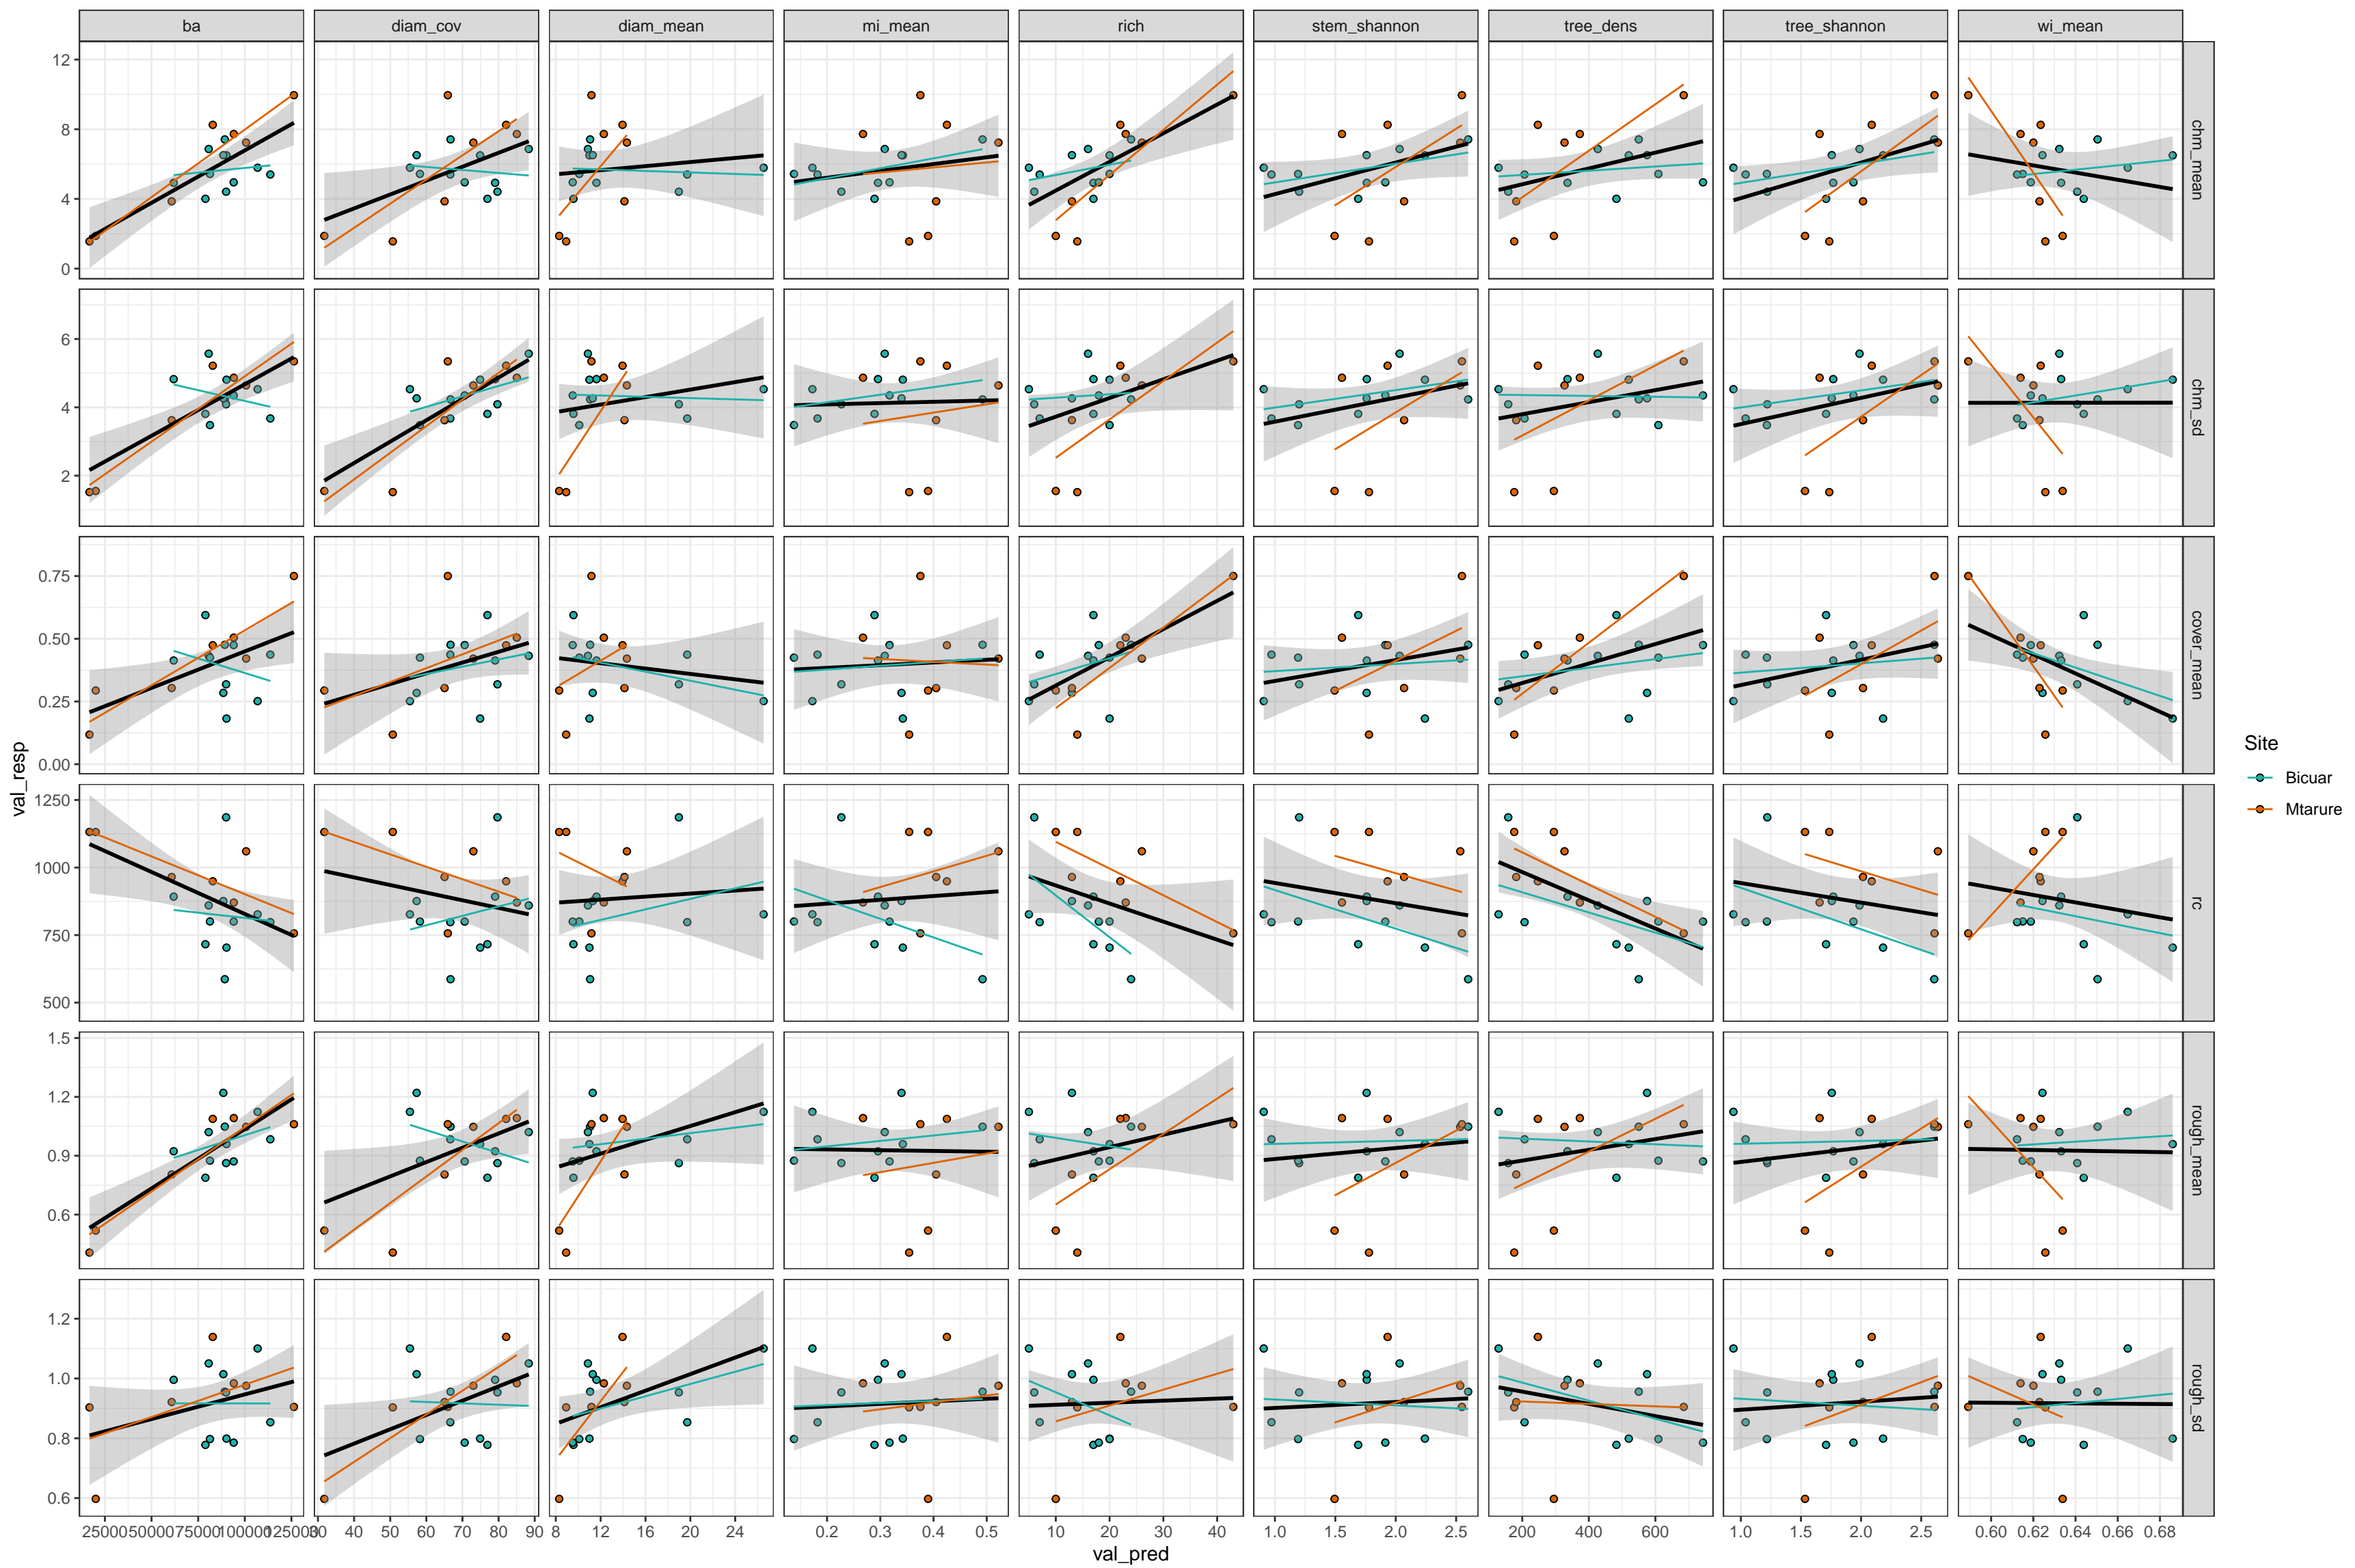 ba diam_cov diam_mean mi_mean rich stem_shannon tree_dens tree_shannon wi_mean
12
8
4
0
chm_mean
6
4
2
chm_sd
0.75
0.50
0.25
0.00
cover_mean
1250
1000
750
500
rc
1.5
1.2
0.9
0.6
rough_mean
1.2
1.0
0.8
0.6
rough_sd
25000 50000 75000 100000 125000 30 40 50 60 70 80 90 8 12 16 20 24 0.2 0.3 0.4 0.5 10 20 30 40 1.0 1.5 2.0 2.5 200 400 600 1.0 1.5 2.0 2.5 0.60 0.62 0.64 0.66 0.68
val_pred
val_resp
Site
Bicuar
Mtarure